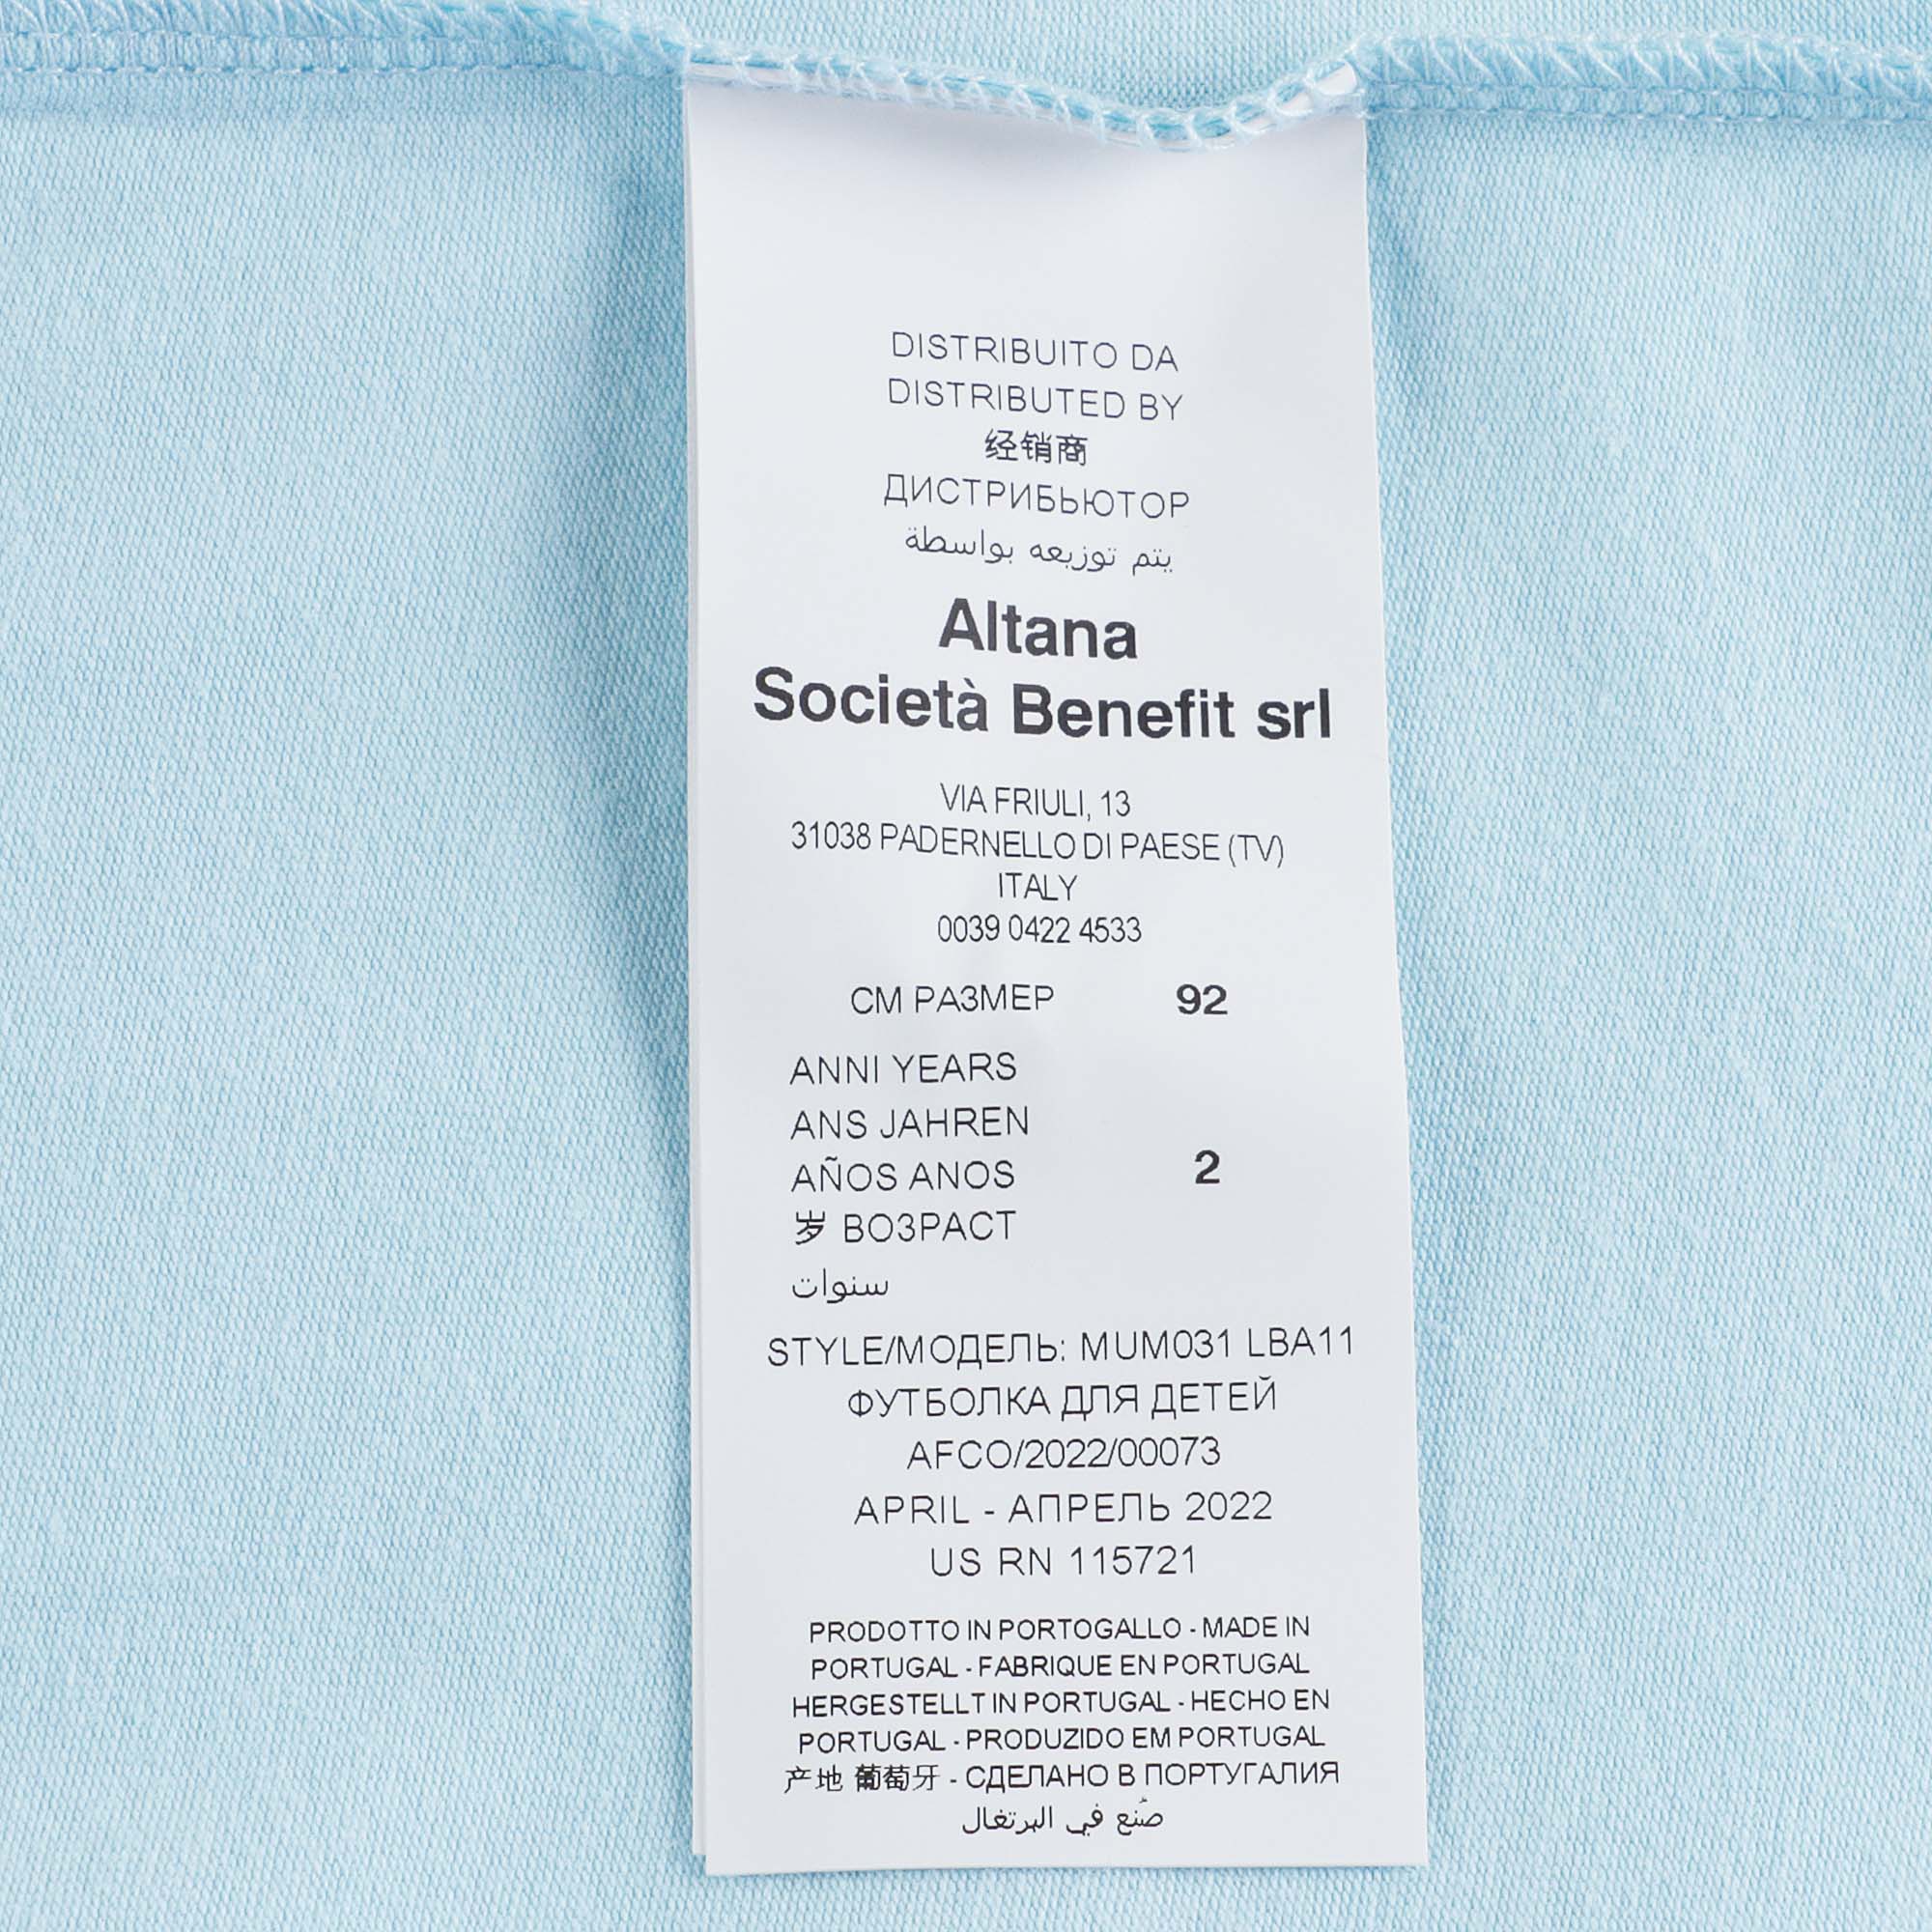 DISTRIBUITO DA
DISTRIBUTED BY
经销商
ДИСТРИБЬЮТОР
يتم توزيعه بواسطة
Altana
Società Benefit srl
VIA FRIULI, 13
31038 PADERNELLO DI PAESE (TV)
ITALY
0039 0422 4533
СМ РАЗМЕР 92
ANNI YEARS
ANS JAHREN
AÑOS ANOS 2
岁 ВОЗРАСТ
سنوات
STYLE/МОДЕЛЬ: MUM031 LBA11
ФУТБОЛКА ДЛЯ ДЕТЕЙ
AFCO/2022/00073
APRIL - АПРЕЛЬ 2022
US RN 115721
PRODOTTO IN PORTOGALLO - MADE IN
PORTUGAL - FABRIQUE EN PORTUGAL
HERGESTELLT IN PORTUGAL - HECHO EN
PORTUGAL - PRODUZIDO EM PORTUGAL
产地 葡萄牙 - СДЕЛАНО В ПОРТУГАЛИЯ
صُنع في البرتغال